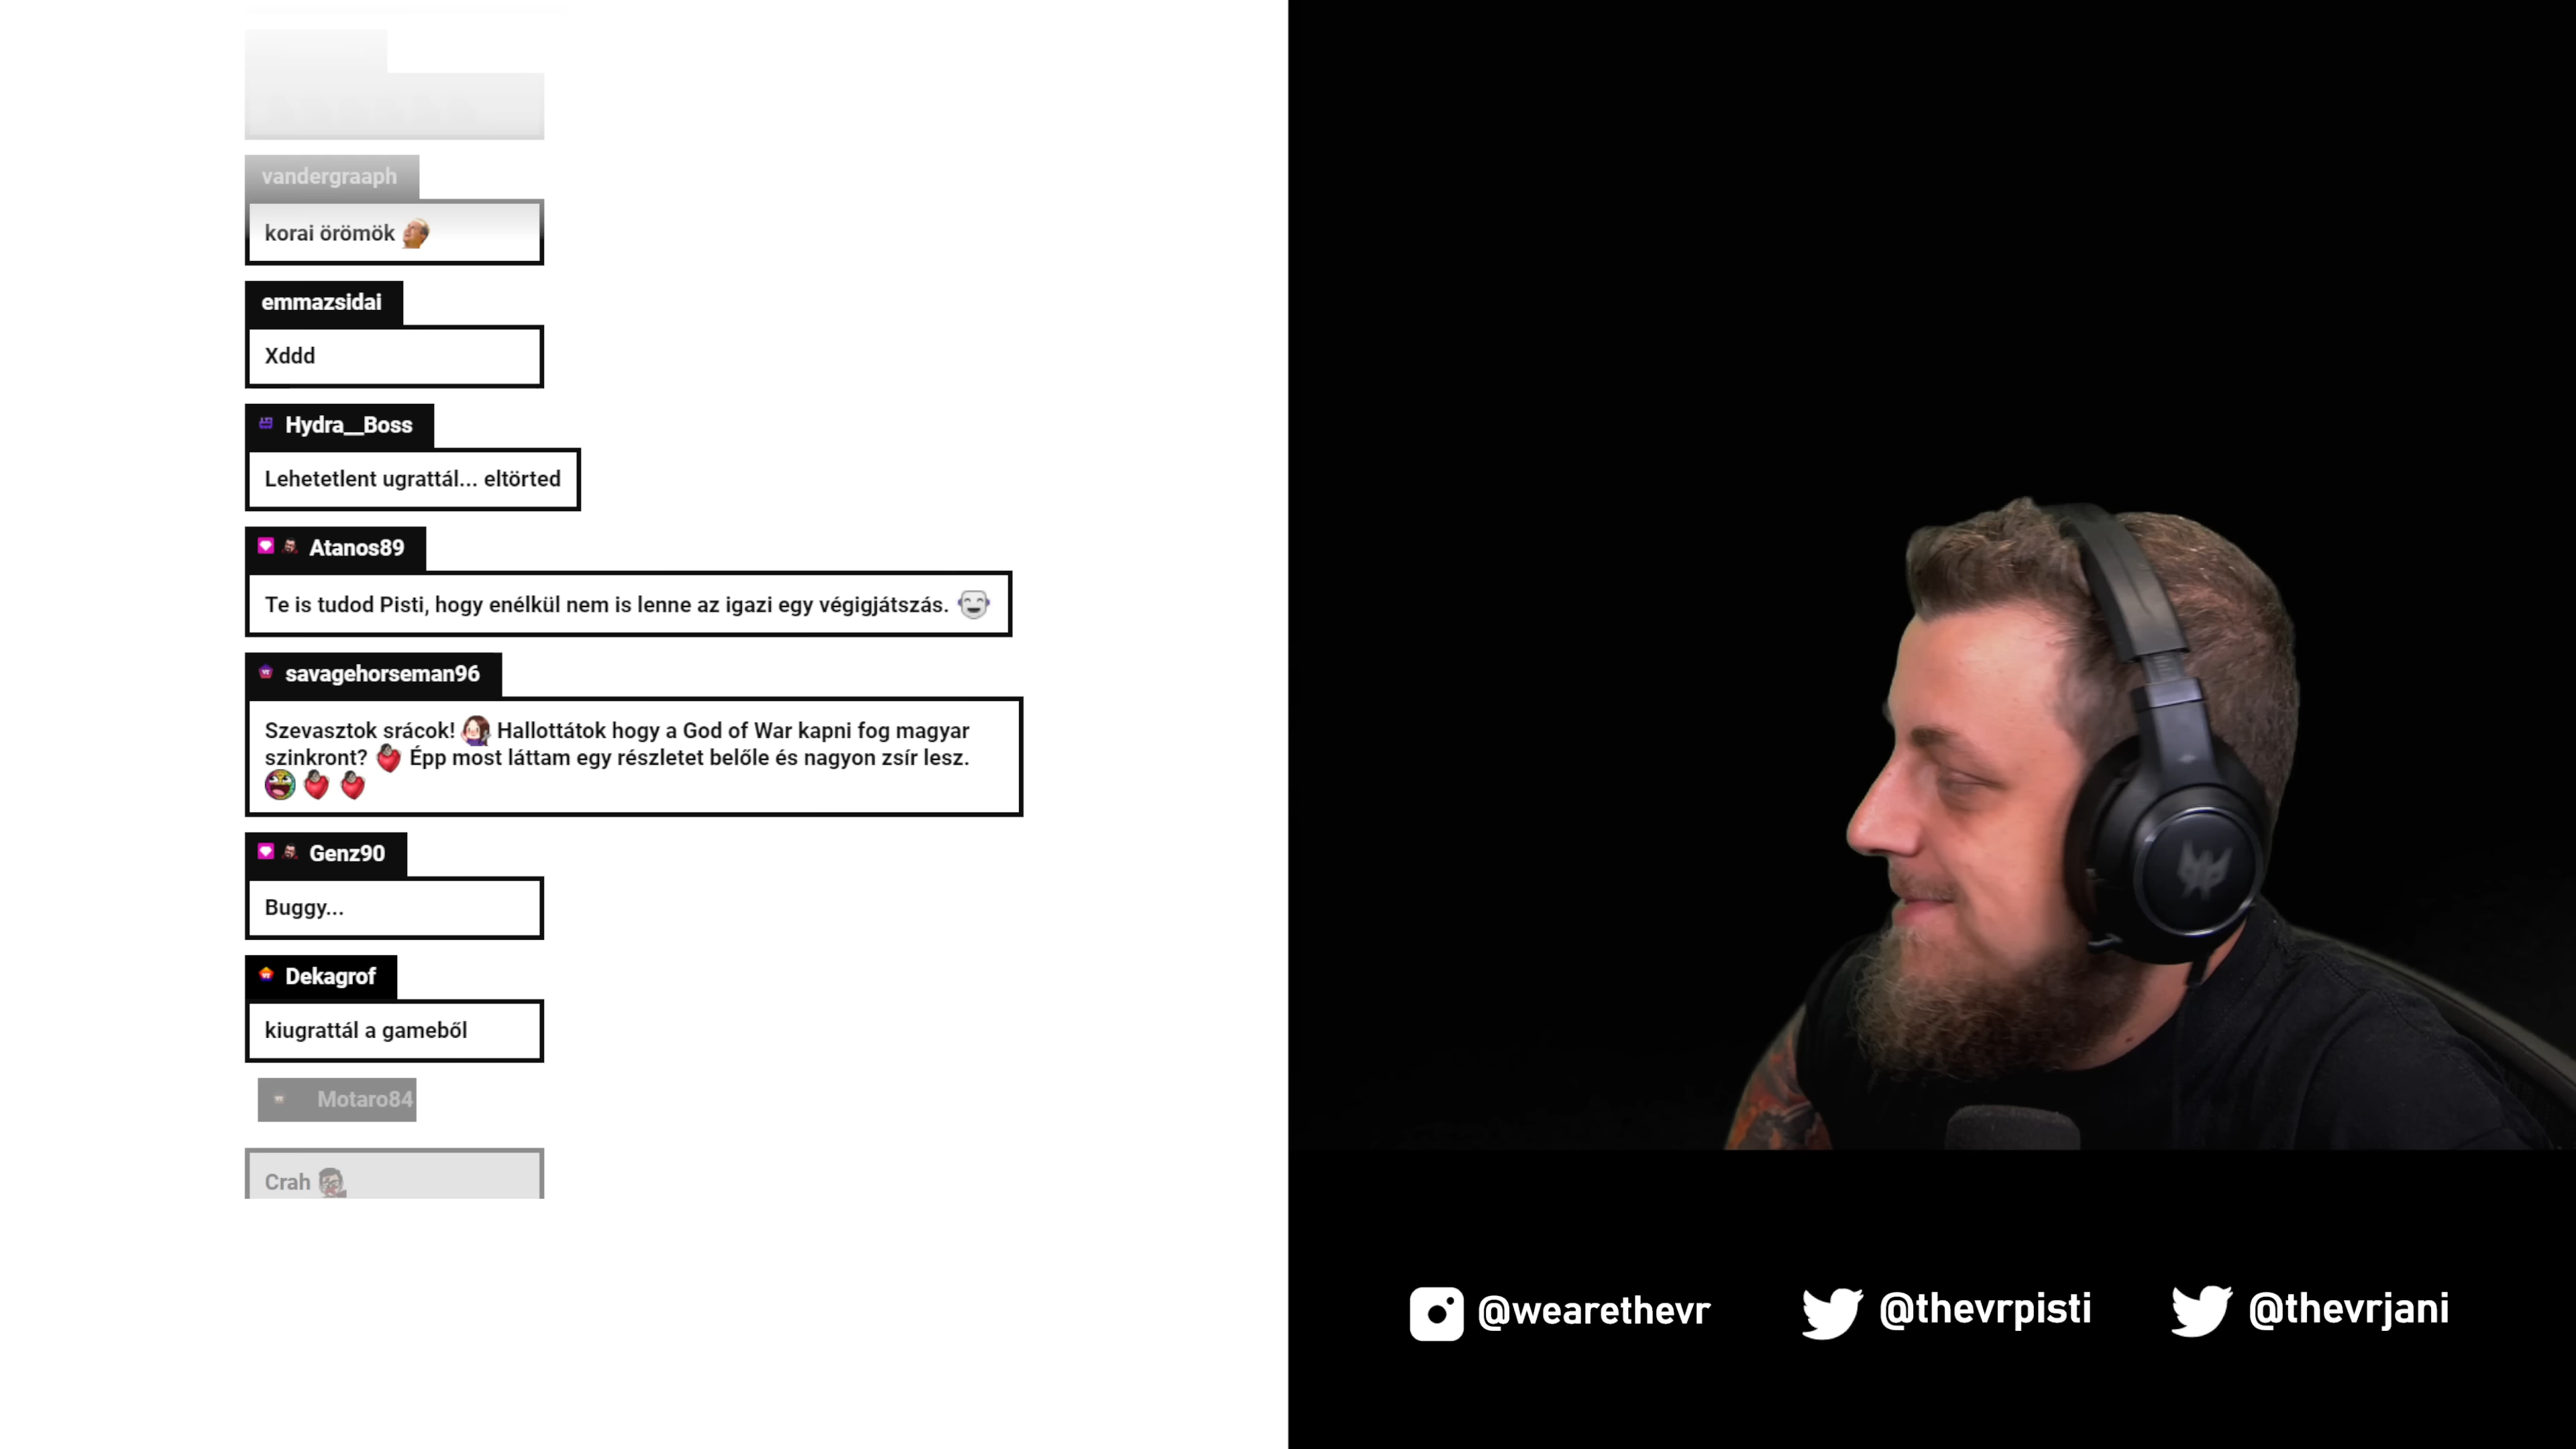 vandergraaph
korai örömök
emmazsidai
Xddd
Hydra__Boss
Lehetetlent ugrattál... eltörted
Atanos89
Te is tudod Pisti, hogy enélkül nem is lenne az igazi egy végigjátszás.
savagehorseman96
Szevasztok srácok! Hallottátok hogy a God of War kapni fog magyar
szinkront? Épp most láttam egy részletet belőle és nagyon zsír lesz.
Genz90
Buggy...
Dekagrof
kiugrattál a gameből
Motaro84
Crah
@wearethevr
@thevrpisti
@thevrjani